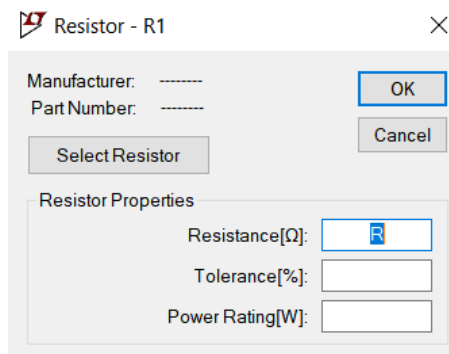 Resistor - R1
Manufacturer: --------
OK
Part Number: --------
Cancel
Select Resistor
Resistor Properties
Resistance[Ω]: R
Tolerance[%]:
Power Rating[W]: